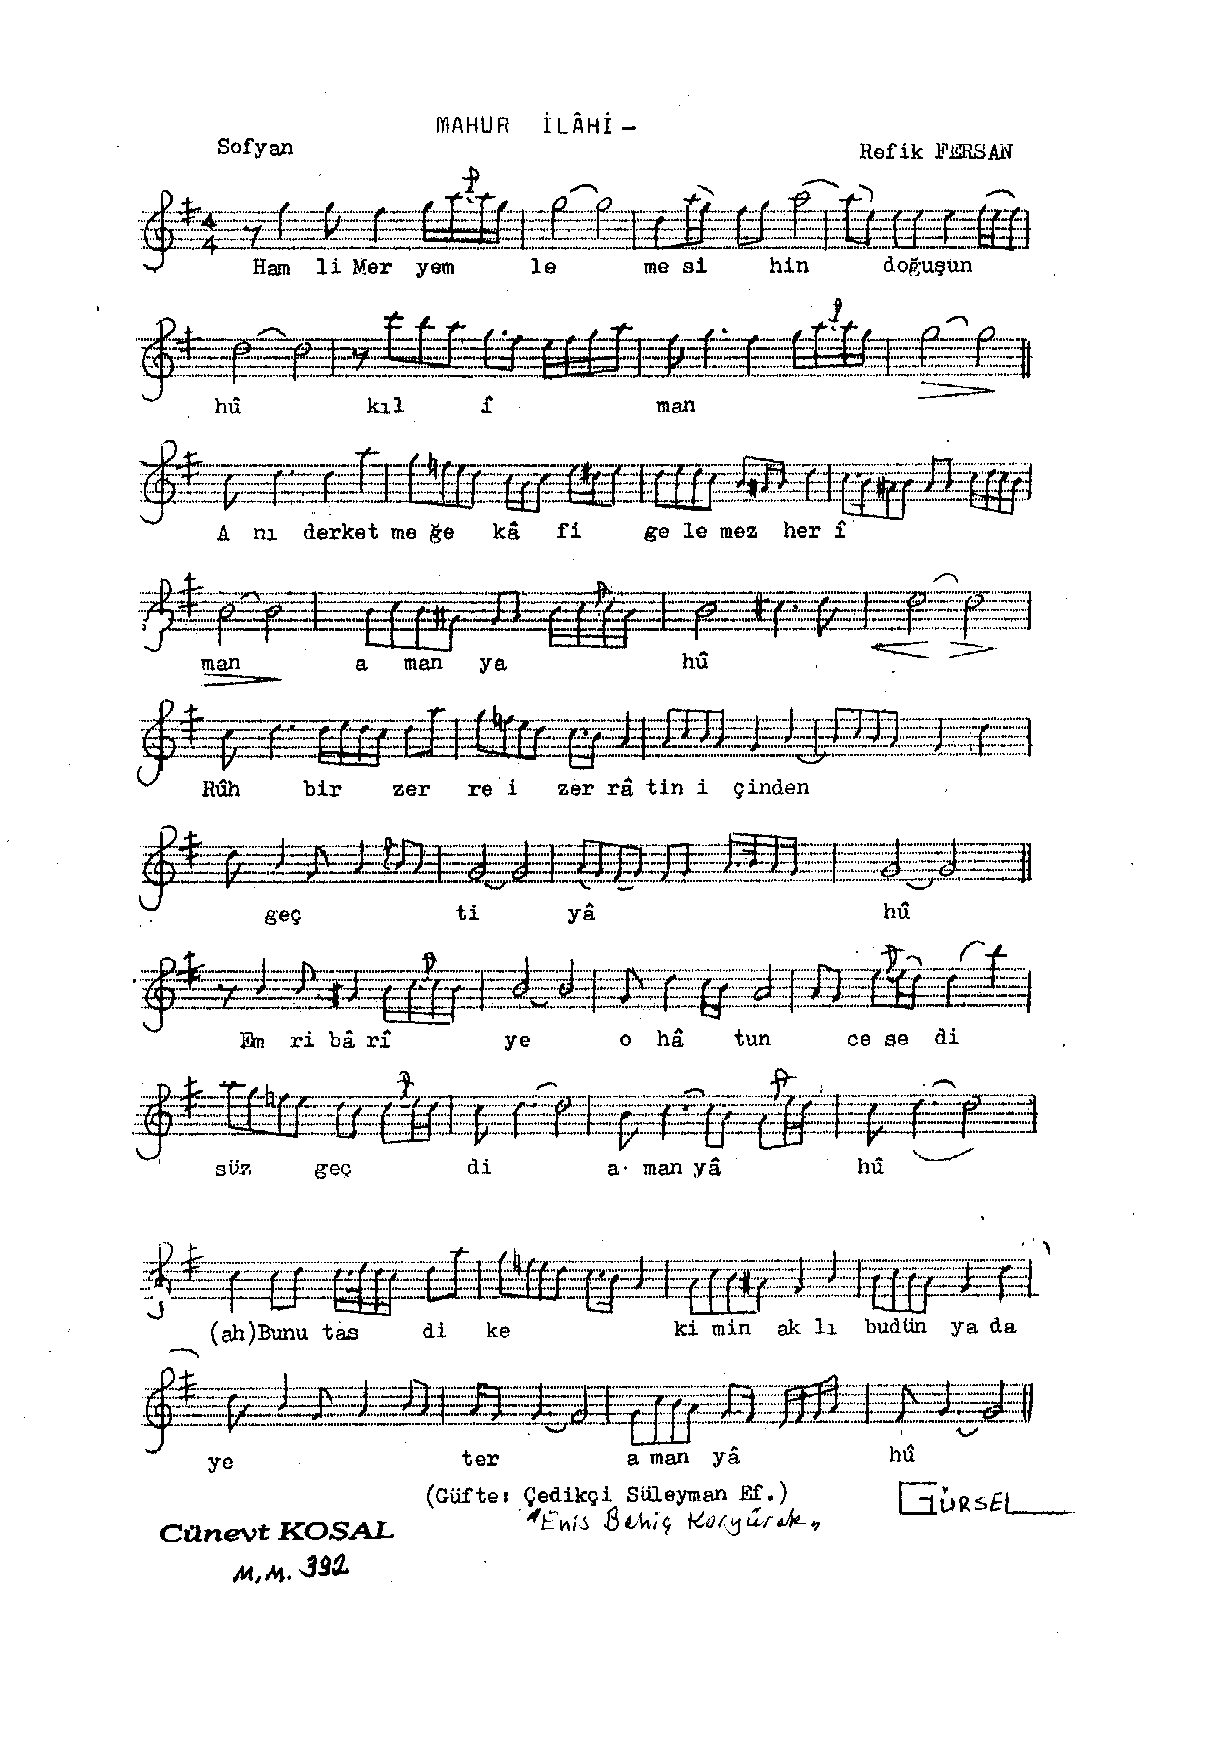 MAHUR İLÂHİ -
Sofyan
Refik FERSAN
4
4
Ham li Mer yem le me si hin doğuşun
hû kıl î man
A nı derket me ğe kâ fi ge le mez her î
man a man ya hû
Rûh bir zer re i zer râ tin i çinden
geç ti yâ hû
Em ri bâ rî ye o hâ tun ce se di
süz geç di a man yâ hû
(ah)Bunu tas di ke ki min ak lı budün ya da
ye ter a man yâ hû
(Güfte: Çedikçi Süleyman Ef.)
"Enis Behiç Koryürek"
GÜRSEL
Cünevt KOSAL
M.M. 392